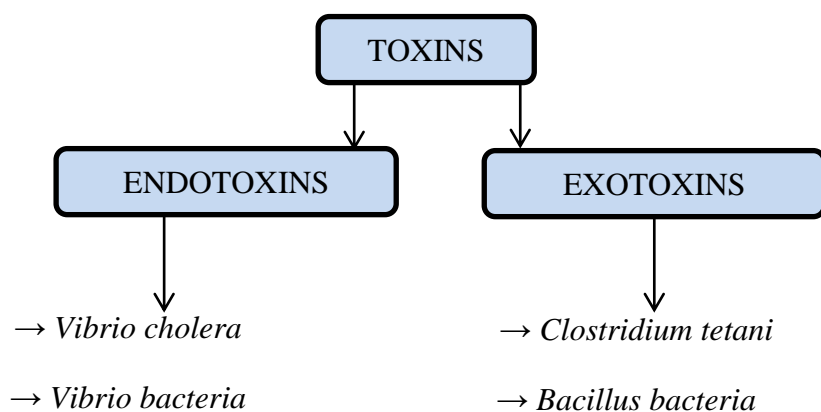 TOXINS
ENDOTOXINS
EXOTOXINS
→ Vibrio cholera
→ Clostridium tetani
→ Vibrio bacteria
→ Bacillus bacteria